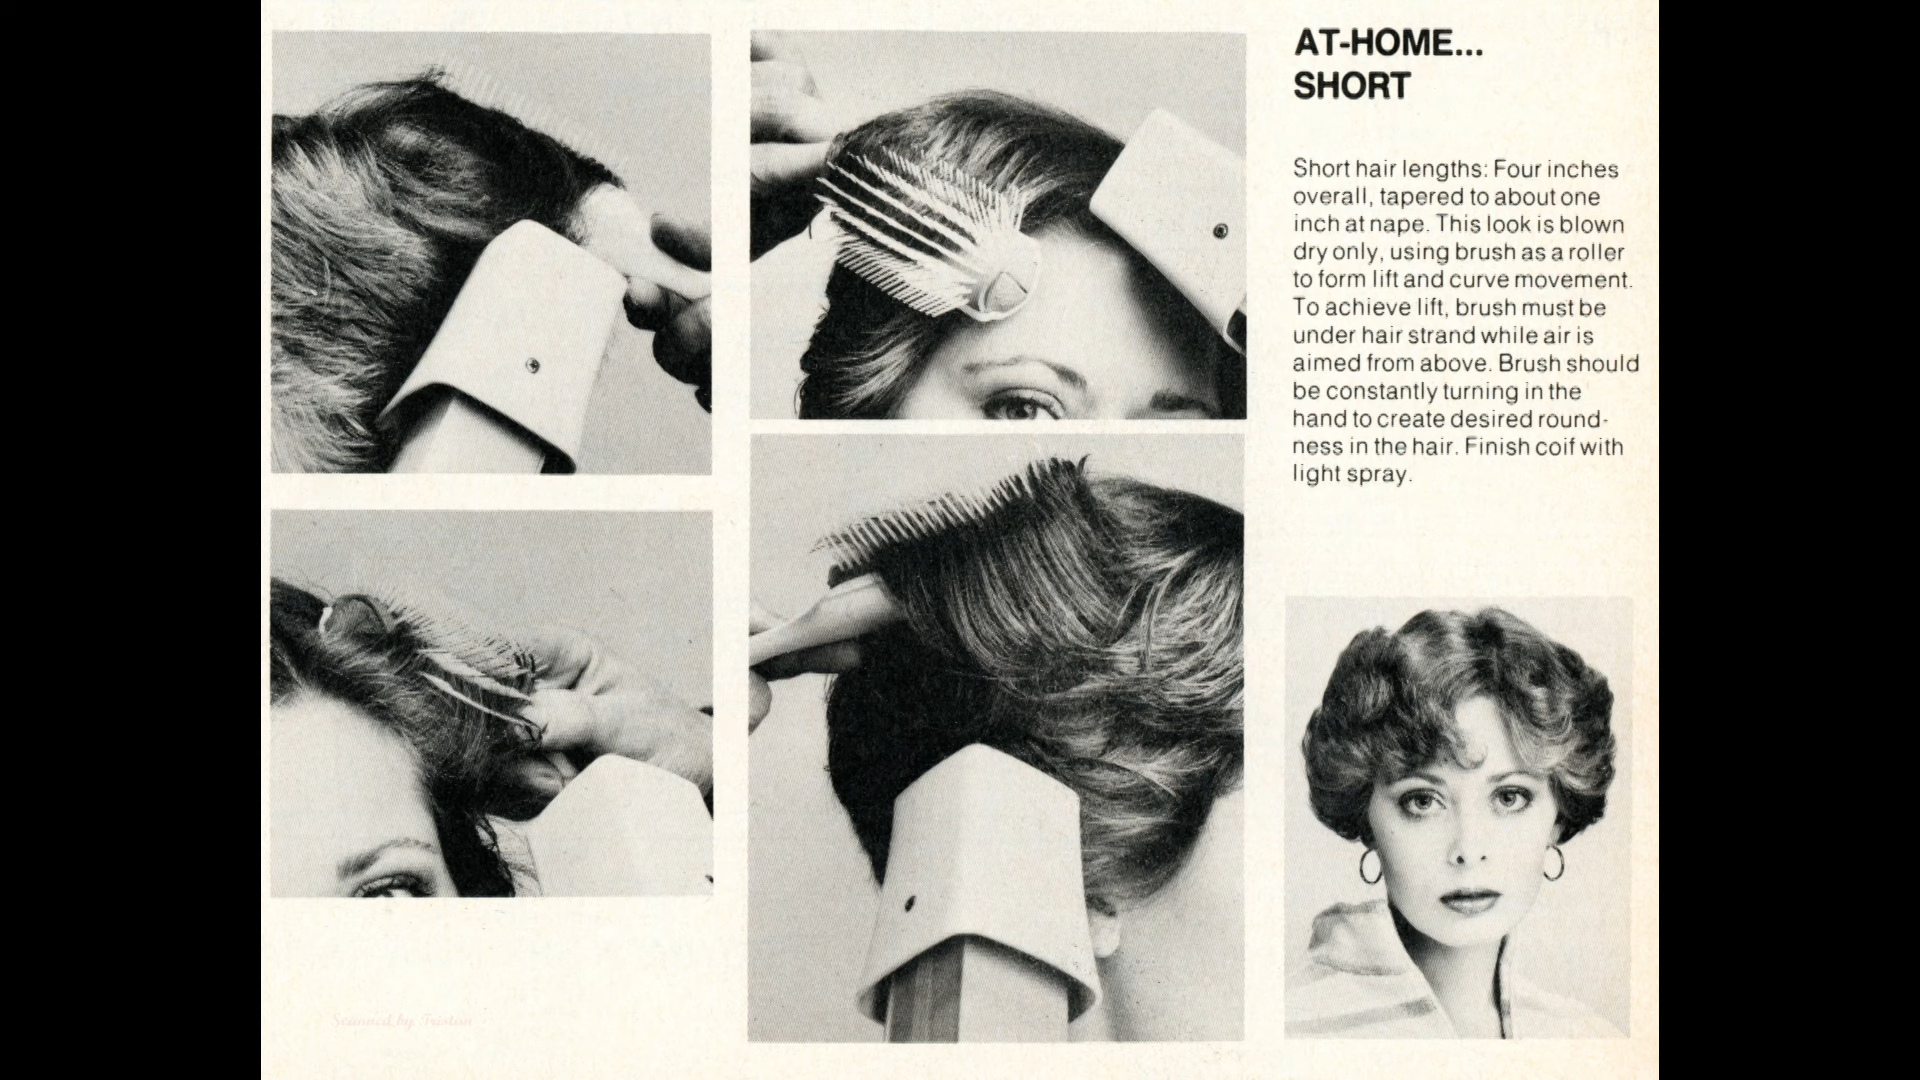 AT-HOME...
SHORT
Short hair lengths: Four inches
overall, tapered to about one
inch at nape. This look is blown
dry only, using brush as a roller
to form lift and curve movement.
To achieve lift, brush must be
under hair strand while air is
aimed from above. Brush should
be constantly turning in the
hand to create desired round-
ness in the hair. Finish coif with
light spray.
Scanned by Tristan